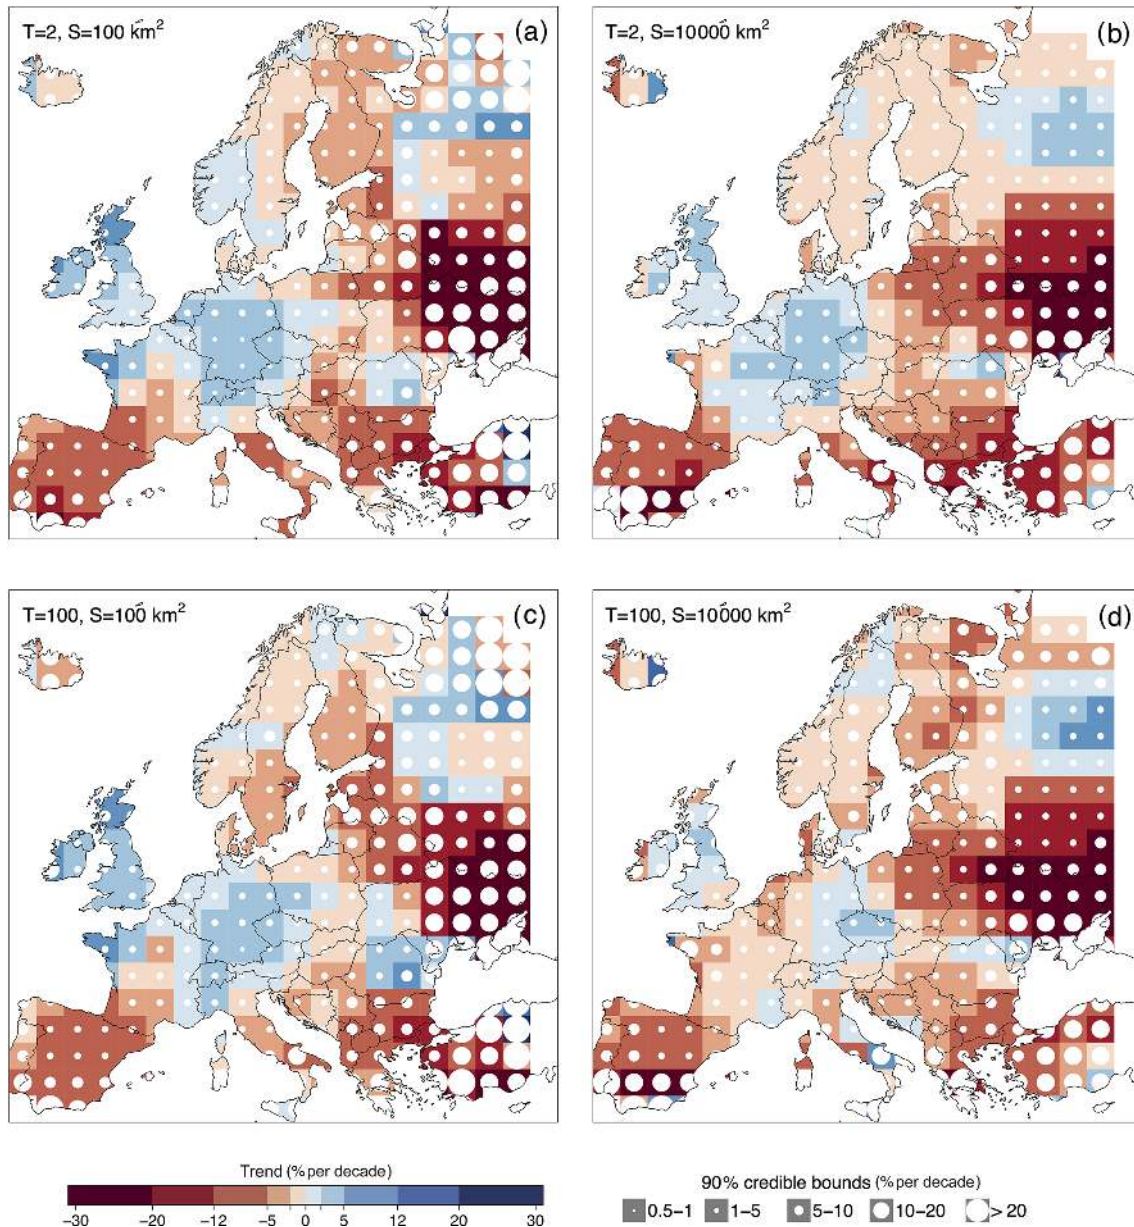 T=2, S=100 km²
(a)
T=2, S=10000 km²
(b)
T=100, S=100 km²
(c)
T=100, S=10000 km²
(d)
Trend (% per decade)
−30 −20 −12 −5 −2 0 2 5 12 20 30
90% credible bounds (% per decade)
0.5−1 1−5 5−10 10−20 > 20